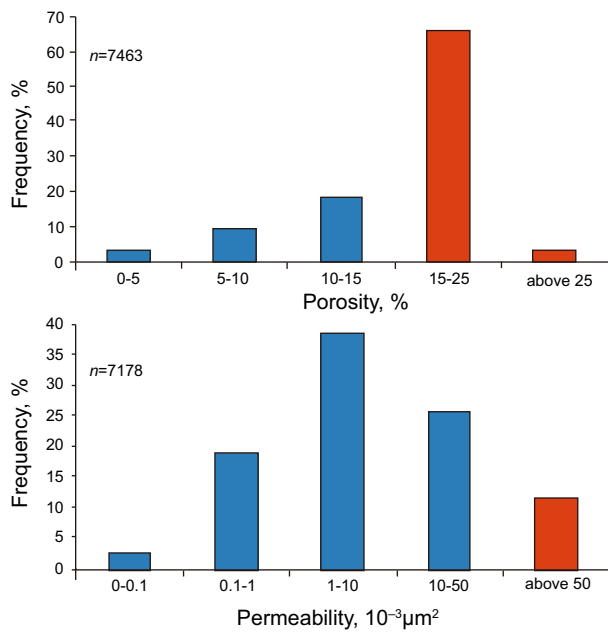 Frequency, %
70
60
50
40
30
20
10
0
n=7463
0-5 5-10 10-15 15-25 above 25
Porosity, %
Frequency, %
40
35
30
25
20
15
10
5
0
n=7178
0-0.1 0.1-1 1-10 10-50 above 50
Permeability, 10⁻³µm²